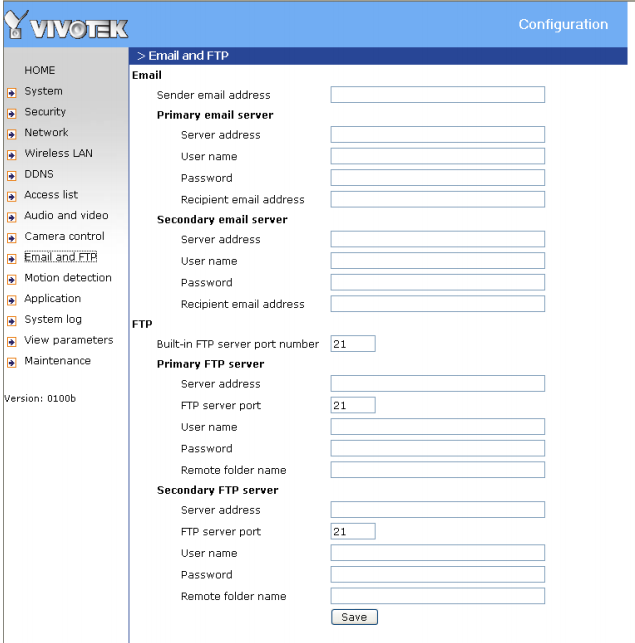 VIVOTEK
Configuration
HOME
System
Security
Network
Wireless LAN
DDNS
Access list
Audio and video
Camera control
Email and FTP
Motion detection
Application
System log
View parameters
Maintenance
Version: 0100b
> Email and FTP
Email
Sender email address
Primary email server
Server address
User name
Password
Recipient email address
Secondary email server
Server address
User name
Password
Recipient email address
FTP
Built-in FTP server port number 21
Primary FTP server
Server address
FTP server port 21
User name
Password
Remote folder name
Secondary FTP server
Server address
FTP server port 21
User name
Password
Remote folder name
Save